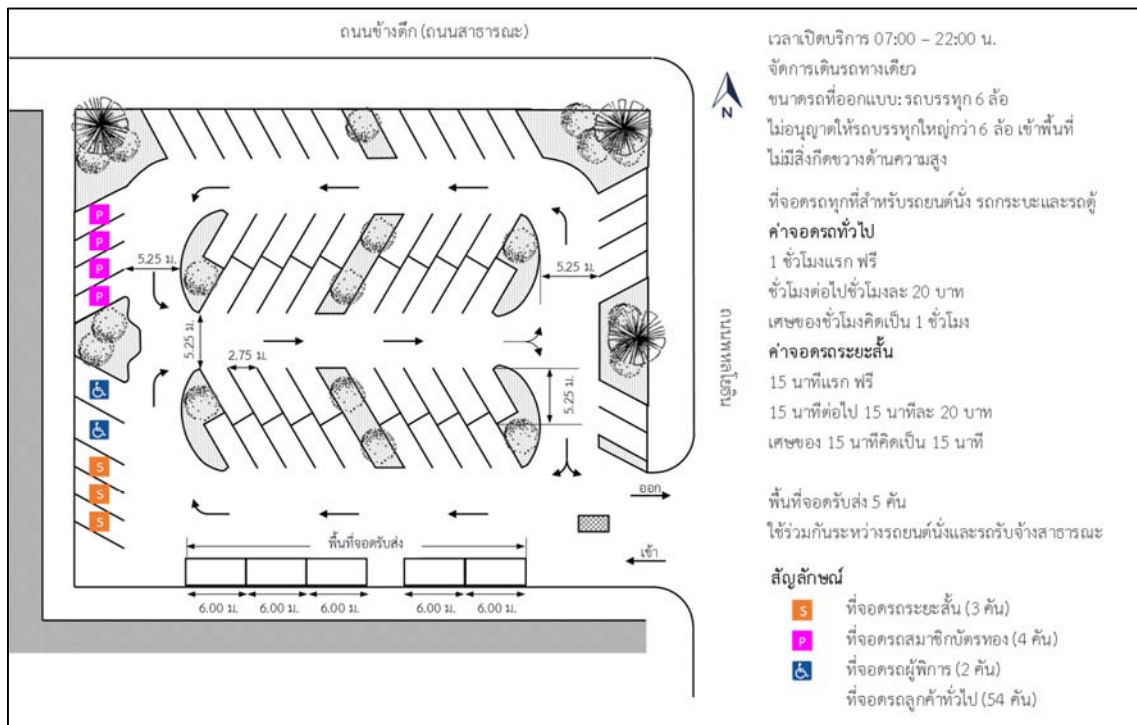 ถนนข้างตึก (ถนนสาธารณะ)
N
P
P
P
P
5.25 ม.
5.25 ม.
5.25 ม.
2.75 ม.
5.25 ม.
S
S
S
ออก
เข้า
พื้นที่จอดรับส่ง
6.00 ม.
6.00 ม.
6.00 ม.
6.00 ม.
6.00 ม.
ถนนพหลโยธิน
เวลาเปิดบริการ 07:00 – 22:00 น.
จัดการเดินรถทางเดียว
ขนาดรถที่ออกแบบ: รถบรรทุก 6 ล้อ
ไม่อนุญาตให้รถบรรทุกใหญ่กว่า 6 ล้อ เข้าพื้นที่
ไม่มีสิ่งกีดขวางด้านความสูง
ที่จอดรถทุกที่สำหรับรถยนต์นั่ง รถกระบะและรถตู้
ค่าจอดรถทั่วไป
1 ชั่วโมงแรก ฟรี
ชั่วโมงต่อไปชั่วโมงละ 20 บาท
เศษของชั่วโมงคิดเป็น 1 ชั่วโมง
ค่าจอดรถระยะสั้น
15 นาทีแรก ฟรี
15 นาทีต่อไป 15 นาทีละ 20 บาท
เศษของ 15 นาทีคิดเป็น 15 นาที
พื้นที่จอดรับส่ง 5 คัน
ใช้ร่วมกันระหว่างรถยนต์นั่งและรถรับจ้างสาธารณะ
สัญลักษณ์
S ที่จอดรถระยะสั้น (3 คัน)
P ที่จอดรถสมาชิกบัตรทอง (4 คัน)
ที่จอดรถผู้พิการ (2 คัน)
ที่จอดรถลูกค้าทั่วไป (54 คัน)